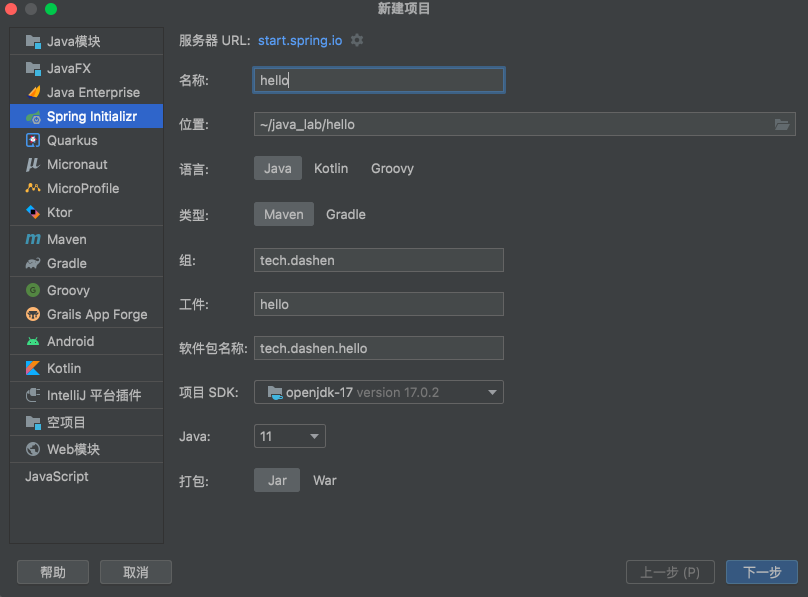 新建项目
Java模块
JavaFX
Java Enterprise
Spring Initializr
Quarkus
Micronaut
MicroProfile
Ktor
Maven
Gradle
Groovy
Grails App Forge
Android
Kotlin
IntelliJ 平台插件
空项目
Web模块
JavaScript
服务器 URL: start.spring.io
名称: hello
位置: ~/java_lab/hello
语言: Java Kotlin Groovy
类型: Maven Gradle
组: tech.dashen
工件: hello
软件包名称: tech.dashen.hello
项目 SDK: openjdk-17 version 17.0.2
Java: 11
打包: Jar War
帮助 取消 上一步 (P) 下一步